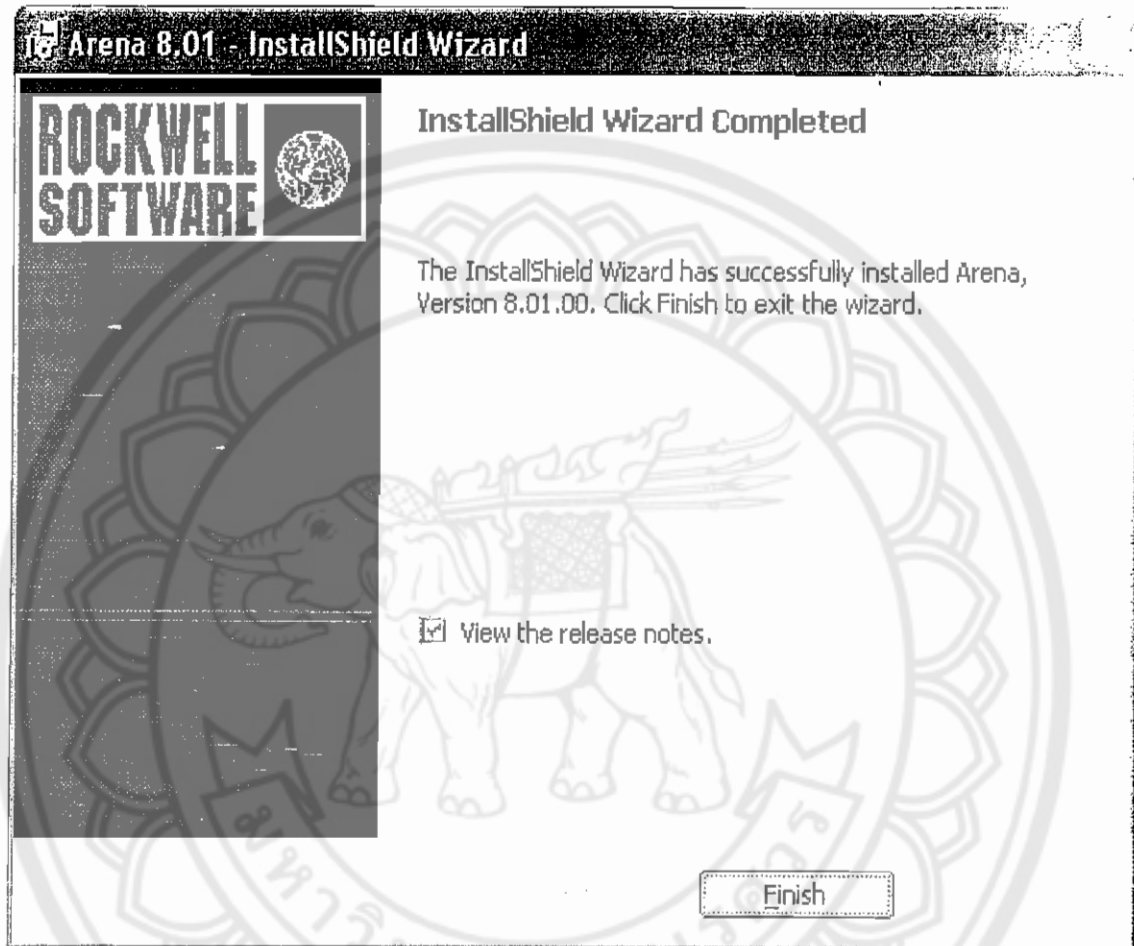 Arena 8.01 - InstallShield Wizard
ROCKWELL
SOFTWARE
InstallShield Wizard Completed
The InstallShield Wizard has successfully installed Arena,
Version 8.01.00. Click Finish to exit the wizard.
View the release notes.
Finish